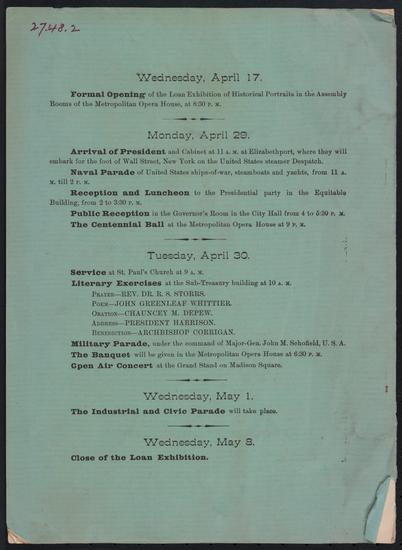 27.48.2
Wednesday, April 17.
Formal Opening of the Loan Exhibition of Historical Portraits in the Assembly
Rooms of the Metropolitan Opera House, at 8:30 P. M.
Monday, April 29.
Arrival of President and Cabinet at 11 A. M. at Elizabethport, where they will
embark for the foot of Wall Street, New York on the United States steamer Despatch.
Naval Parade of United States ships-of-war, steamboats and yachts, from 11 A.
M. till 2 P. M.
Reception and Luncheon to the Presidential party in the Equitable
Building, from 2 to 3:30 P. M.
Public Reception in the Governor's Room in the City Hall from 4 to 5:30 P. M.
The Centennial Ball at the Metropolitan Opera House at 9 P. M.
Tuesday, April 30.
Service at St. Paul's Church at 9 A. M.
Literary Exercises at the Sub-Treasury building at 10 A. M.
Prayer—REV. DR. R. S. STORRS.
Poem—JOHN GREENLEAF WHITTIER.
Oration—CHAUNCEY M. DEPEW.
Address—PRESIDENT HARRISON.
Benediction—ARCHBISHOP CORRIGAN.
Military Parade, under the command of Major-Gen. John M. Schofield, U. S. A.
The Banquet will be given in the Metropolitan Opera House at 6:30 P. M.
Open Air Concert at the Grand Stand on Madison Square.
Wednesday, May 1.
The Industrial and Civic Parade will take place.
Wednesday, May 8.
Close of the Loan Exhibition.